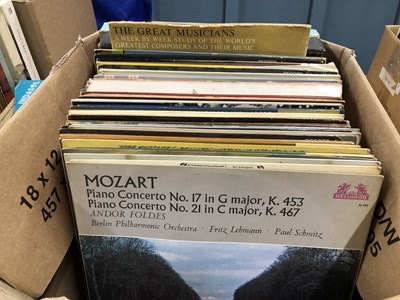 THE GREAT MUSICIANS
A WEEK BY WEEK STUDY OF THE WORLD'S
GREATEST COMPOSERS AND THEIR MUSIC
MOZART
Piano Concerto No. 17 in G major, K. 453
Piano Concerto No. 21 in C major, K. 467
ANDOR FOLDES
Berlin Philharmonic Orchestra · Fritz Lehmann · Paul Schmitz
HELIODOR
18 x 12
457